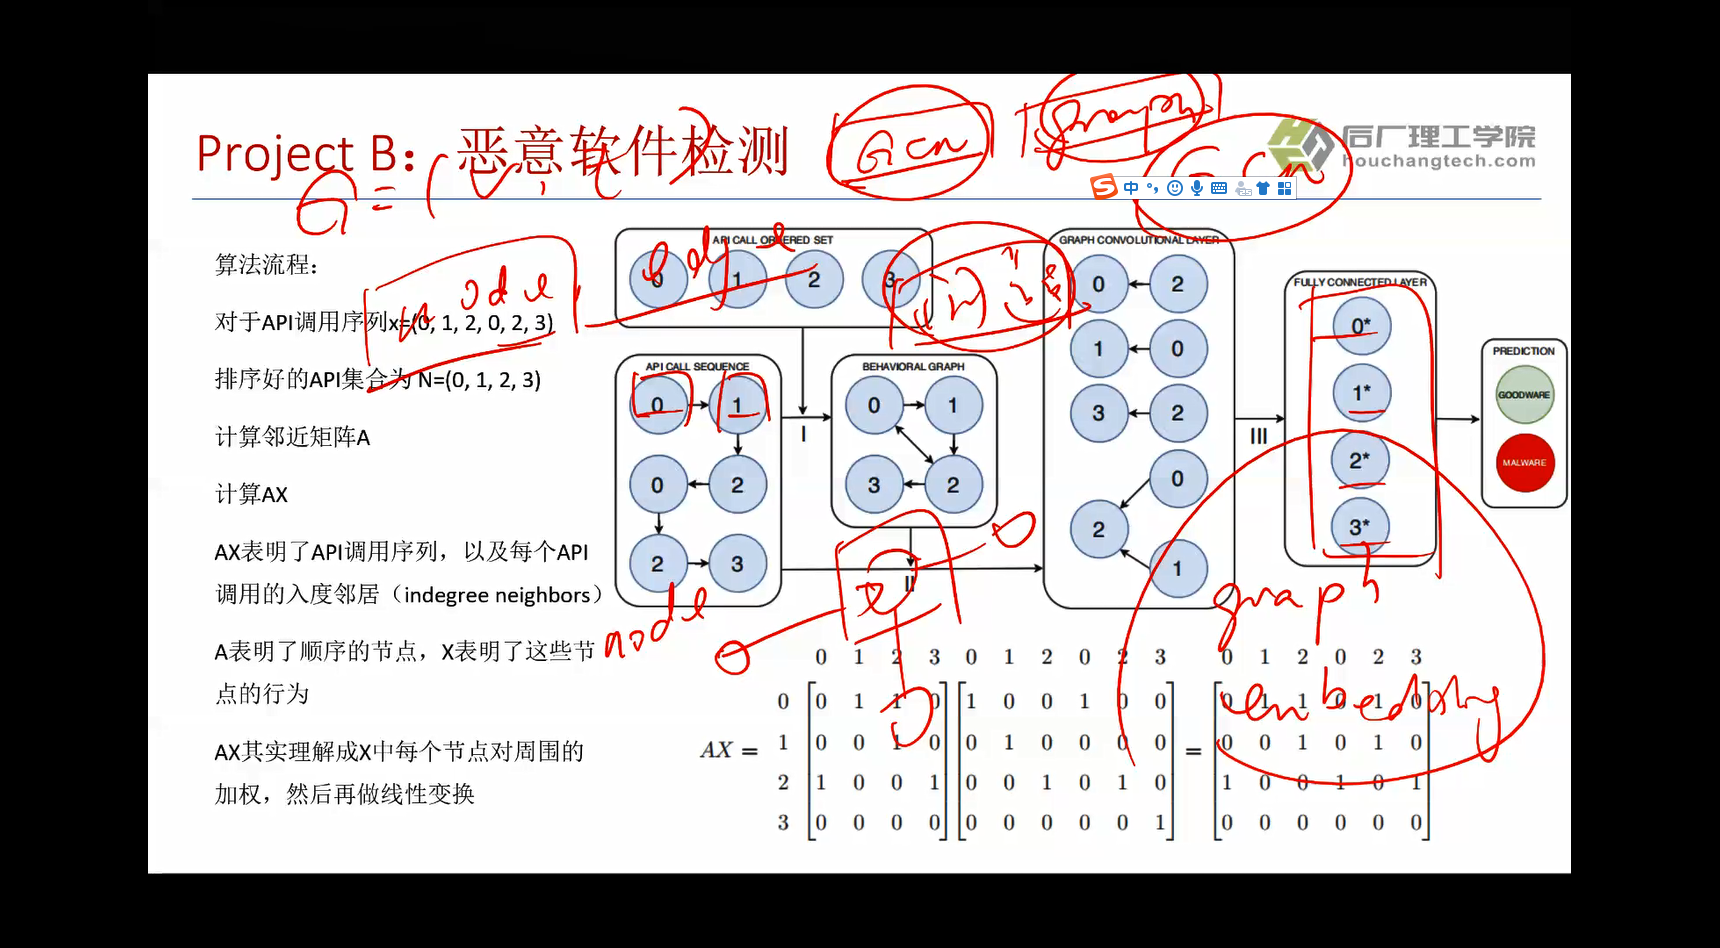 Project B：恶意软件检测
GCN
graph
GCN
后厂理工学院
houchangtech.com
中
G = (V, E)
算法流程：
对于API调用序列x=(0, 1, 2, 0, 2, 3)
排序好的API集合为 N=(0, 1, 2, 3)
计算邻近矩阵A
计算AX
AX表明了API调用序列，以及每个API
调用的入度邻居（indegree neighbors）
A表明了顺序的节点，X表明了这些节
点的行为
AX其实理解成X中每个节点对周围的
加权，然后再做线性变换
node
edge
API CALL ORDERED SET
0 1 2 3
API CALL SEQUENCE
0 1
0 2
2 3
BEHAVIORAL GRAPH
0 1
3 2
I
II
GRAPH CONVOLUTIONAL LAYER
0 2
1 0
3 2
0
2
1
III
FULLY CONNECTED LAYER
0*
1*
2*
3*
PREDICTION
GOODWARE
MALWARE
node
graph
embedding
0 1 2 3 0 1 2 0 2 3 0 1 2 0 2 3
0 0 1 1 0 1 0 0 1 0 0 0 1 1 0 1 0
AX = 1 0 0 1 0 0 1 0 0 0 0 = 0 0 1 0 1 0
2 1 0 0 1 0 0 1 0 1 0 1 0 0 1 0 1
3 0 0 0 0 0 0 0 0 0 1 0 0 0 0 0 0